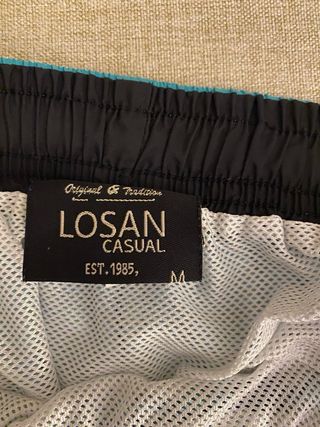 Original & Tradition
LOSAN
CASUAL
EST.1985,
M